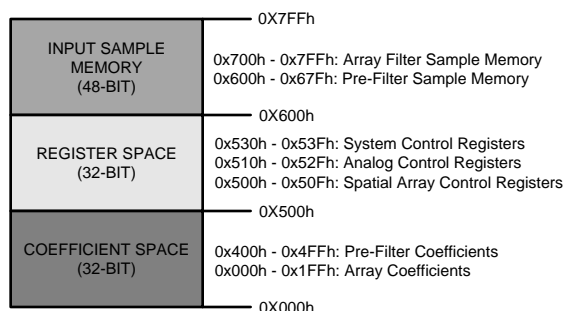 0X7FFh
INPUT SAMPLE
MEMORY
(48-BIT)
0x700h - 0x7FFh: Array Filter Sample Memory
0x600h - 0x67Fh: Pre-Filter Sample Memory
0X600h
REGISTER SPACE
(32-BIT)
0x530h - 0x53Fh: System Control Registers
0x510h - 0x52Fh: Analog Control Registers
0x500h - 0x50Fh: Spatial Array Control Registers
0X500h
COEFFICIENT SPACE
(32-BIT)
0x400h - 0x4FFh: Pre-Filter Coefficients
0x000h - 0x1FFh: Array Coefficients
0X000h